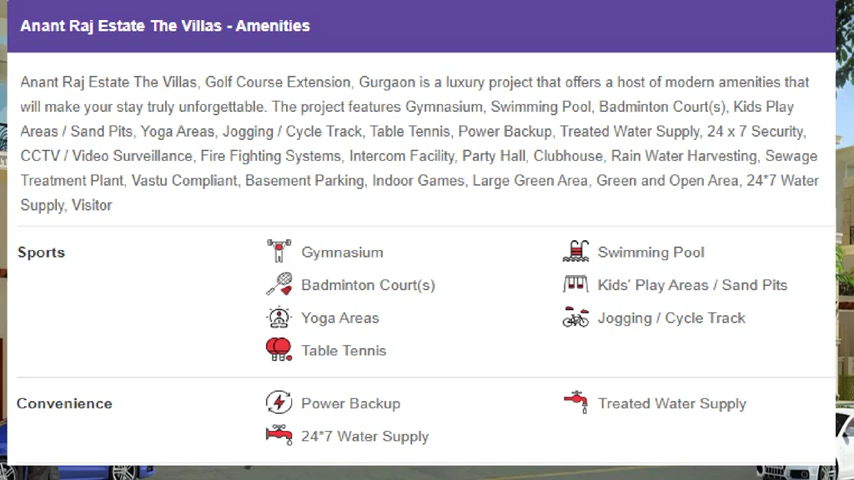 Anant Raj Estate The Villas - Amenities
Anant Raj Estate The Villas, Golf Course Extension, Gurgaon is a luxury project that offers a host of modern amenities that
will make your stay truly unforgettable. The project features Gymnasium, Swimming Pool, Badminton Court(s), Kids Play
Areas / Sand Pits, Yoga Areas, Jogging / Cycle Track, Table Tennis, Power Backup, Treated Water Supply, 24 x 7 Security,
CCTV / Video Surveillance, Fire Fighting Systems, Intercom Facility, Party Hall, Clubhouse, Rain Water Harvesting, Sewage
Treatment Plant, Vastu Compliant, Basement Parking, Indoor Games, Large Green Area, Green and Open Area, 24*7 Water
Supply, Visitor
Sports
Gymnasium
Swimming Pool
Badminton Court(s)
Kids' Play Areas / Sand Pits
Yoga Areas
Jogging / Cycle Track
Table Tennis
Convenience
Power Backup
Treated Water Supply
24*7 Water Supply